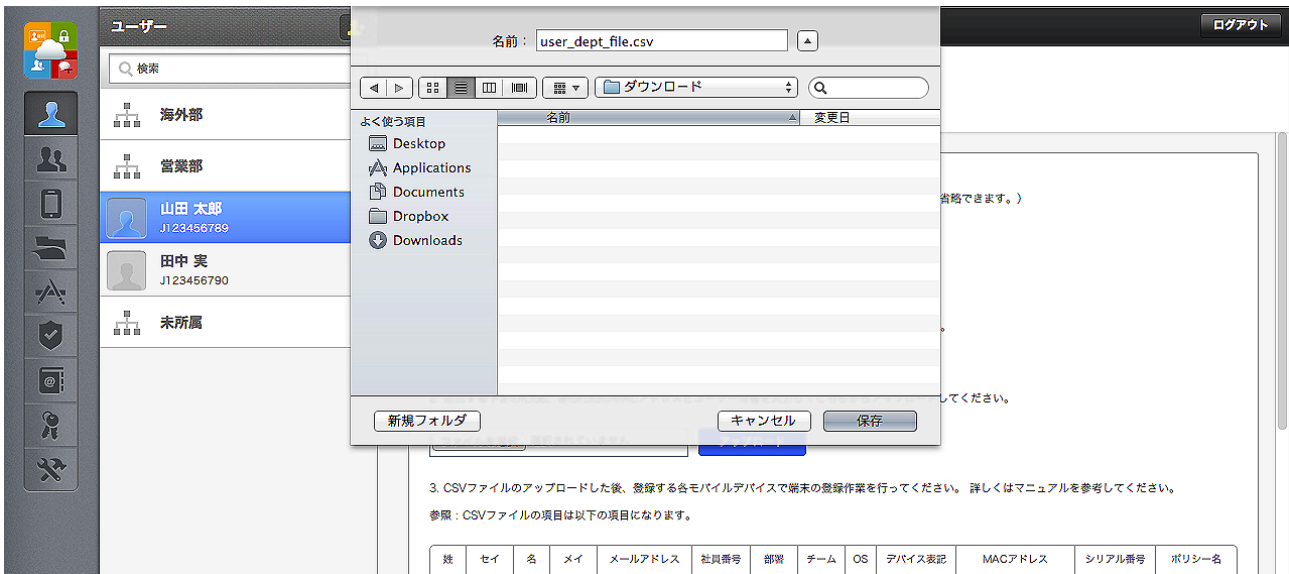 ユーザー
ログアウト
検索
海外部
営業部
山田 太郎
J123456789
田中 実
J123456790
未所属
名前：
user_dept_file.csv
ダウンロード
よく使う項目
Desktop
Applications
Documents
Dropbox
Downloads
名前
変更日
新規フォルダ
キャンセル
保存
省略できます。）
してください。
アップロード
3. CSVファイルのアップロードした後、登録する各モバイルデバイスで端末の登録作業を行ってください。 詳しくはマニュアルを参考してください。
参照：CSVファイルの項目は以下の項目になります。
姓 セイ 名 メイ メールアドレス 社員番号 部署 チーム OS デバイス表記 MACアドレス シリアル番号 ポリシー名